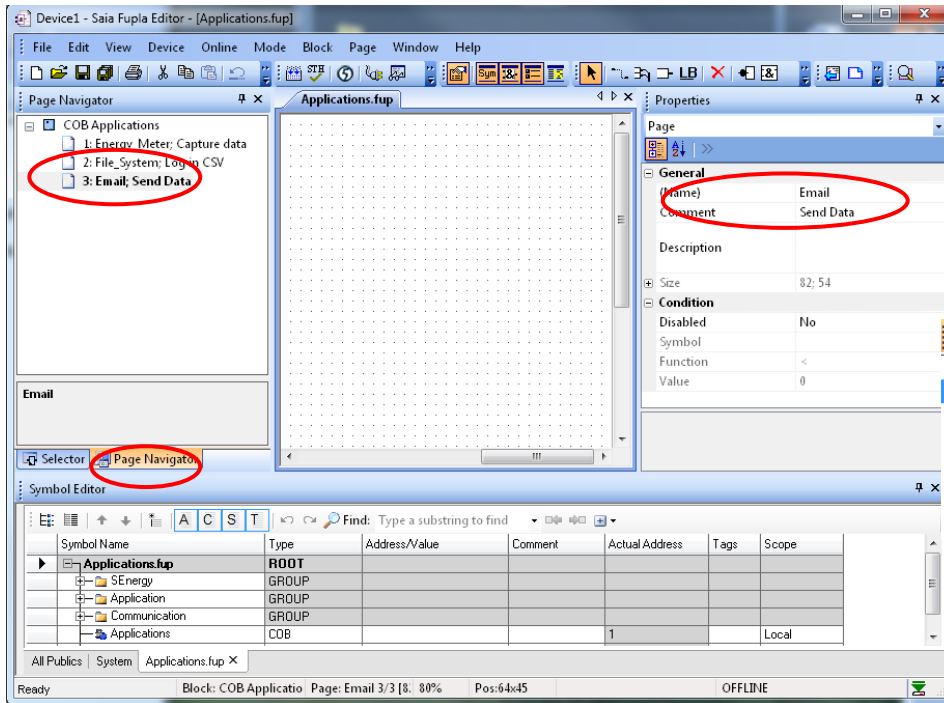 Device1 - Saia Fupla Editor - [Applications.fup]
File Edit View Device Online Mode Block Page Window Help
STH Sym LB
Page Navigator
Applications.fup
Properties
COB Applications
1: Energy_Meter; Capture data
2: File_System; Log in CSV
3: Email; Send Data
Page
General
(Name) Email
Comment Send Data
Description
Size 82; 54
Condition
Disabled No
Symbol
Function <
Value 0
Email
Selector Page Navigator
Symbol Editor
A C S T Find: Type a substring to find
Symbol Name Type Address/Value Comment Actual Address Tags Scope
Applications.fup ROOT
SEnergy GROUP
Application GROUP
Communication GROUP
Applications COB 1 Local
All Publics System Applications.fup
Ready Block: COB Applicatio Page: Email 3/3 [8: 80% Pos:64x45 OFFLINE